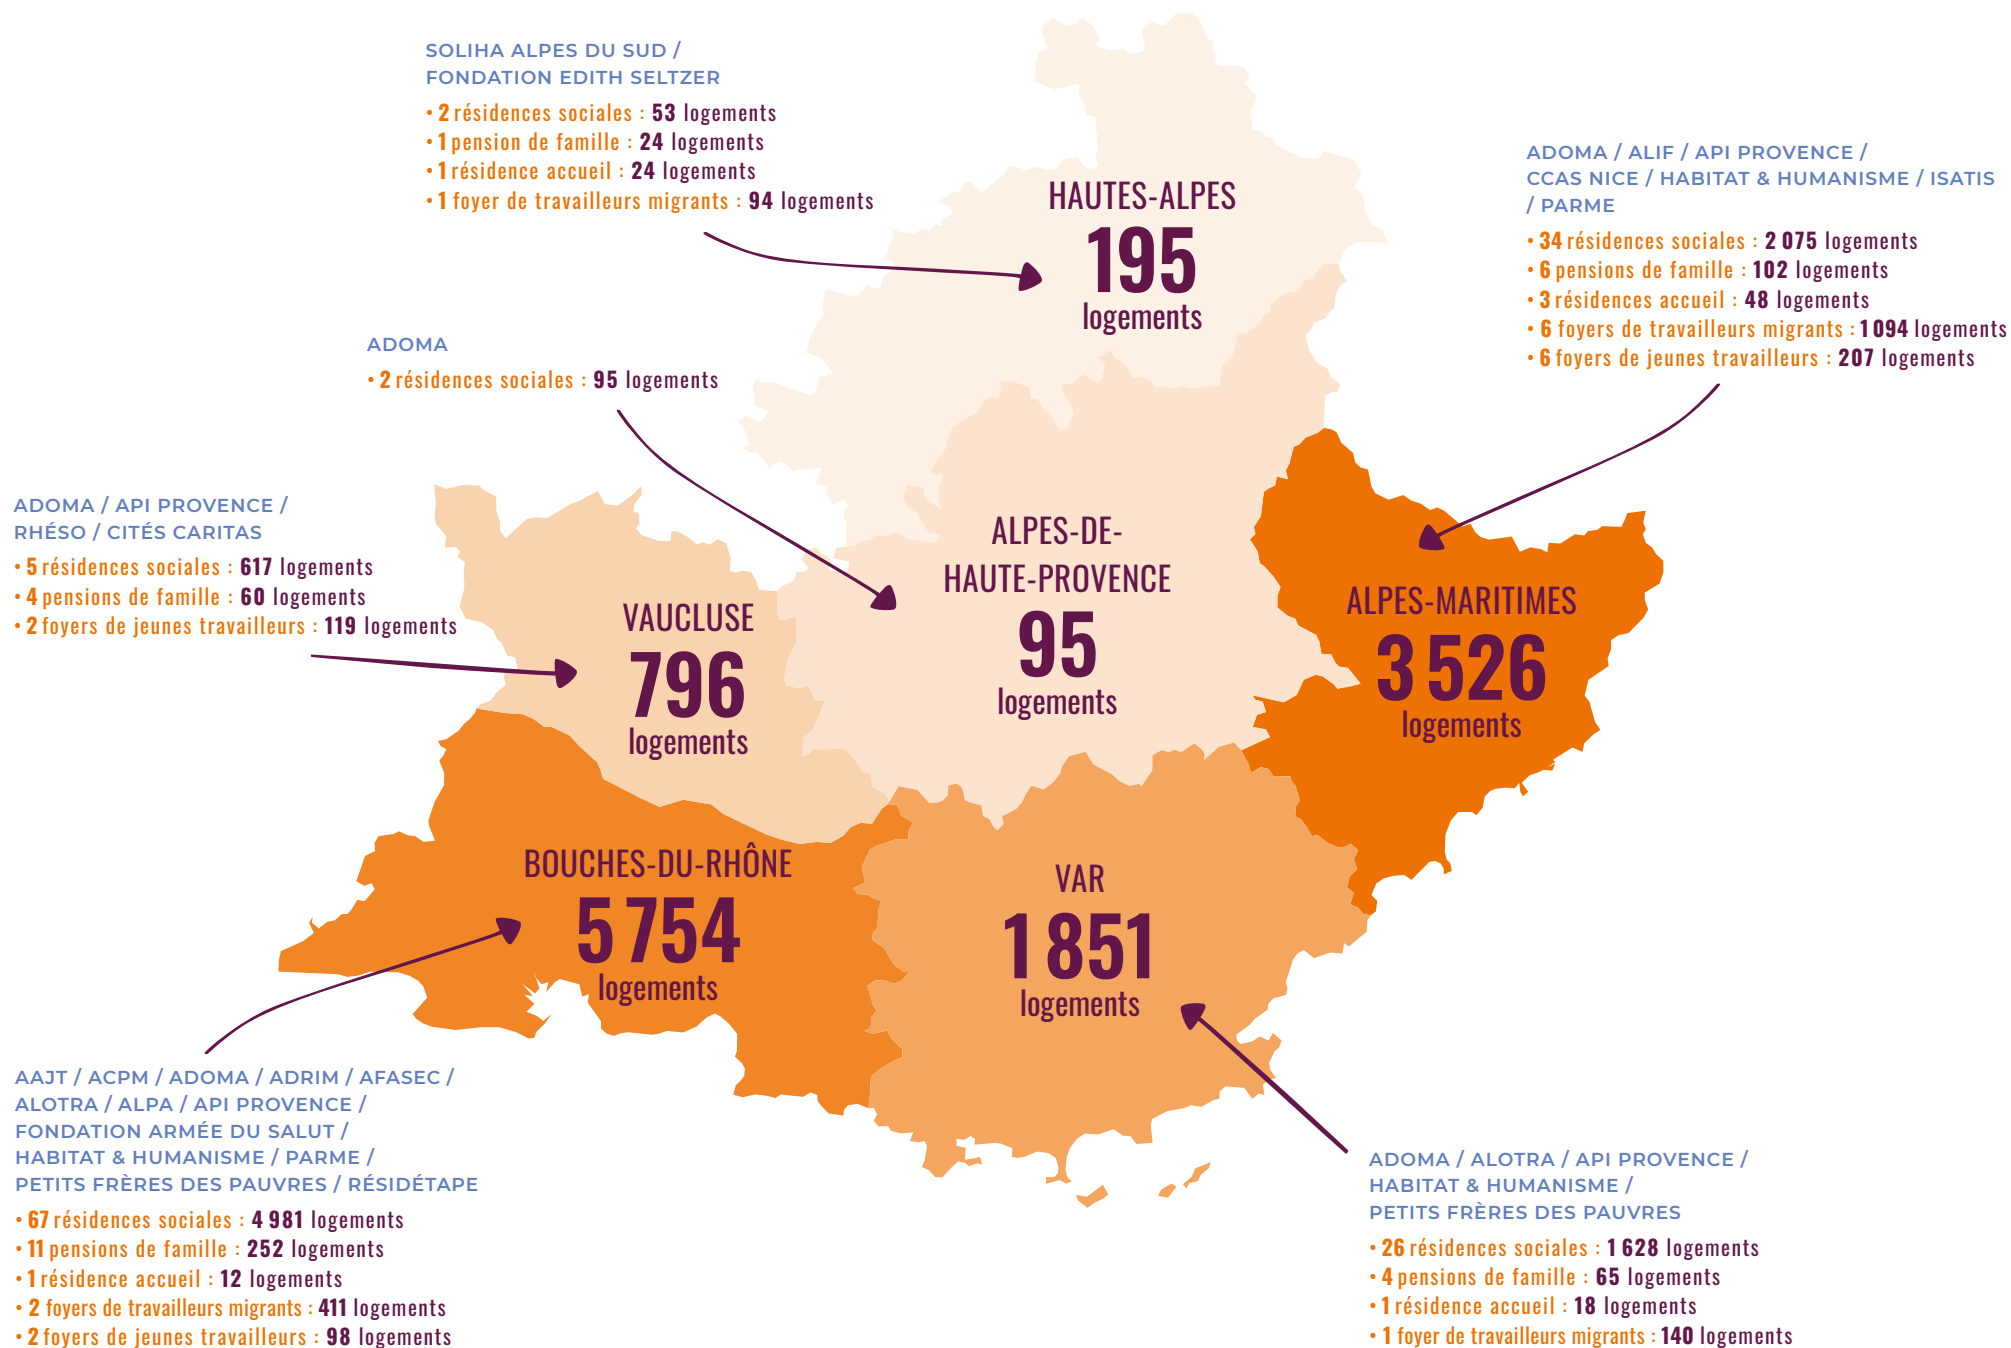 SOLIHA ALPES DU SUD /
FONDATION EDITH SELTZER
• 2 résidences sociales : 53 logements
• 1 pension de famille : 24 logements
• 1 résidence accueil : 24 logements
• 1 foyer de travailleurs migrants : 94 logements
HAUTES-ALPES
195
logements
ADOMA / ALIF / API PROVENCE /
CCAS NICE / HABITAT & HUMANISME / ISATIS
/ PARME
• 34 résidences sociales : 2 075 logements
• 6 pensions de famille : 102 logements
• 3 résidences accueil : 48 logements
• 6 foyers de travailleurs migrants : 1 094 logements
• 6 foyers de jeunes travailleurs : 207 logements
ADOMA
• 2 résidences sociales : 95 logements
ADOMA / API PROVENCE /
RHÉSO / CITÉS CARITAS
• 5 résidences sociales : 617 logements
• 4 pensions de famille : 60 logements
• 2 foyers de jeunes travailleurs : 119 logements
ALPES-DE-
HAUTE-PROVENCE
95
logements
VAUCLUSE
796
logements
ALPES-MARITIMES
3 526
logements
BOUCHES-DU-RHÔNE
5 754
logements
VAR
1 851
logements
AAJT / ACPM / ADOMA / ADRIM / AFASEC /
ALOTRA / ALPA / API PROVENCE /
FONDATION ARMÉE DU SALUT /
HABITAT & HUMANISME / PARME /
PETITS FRÈRES DES PAUVRES / RÉSIDÉTAPE
• 67 résidences sociales : 4 981 logements
• 11 pensions de famille : 252 logements
• 1 résidence accueil : 12 logements
• 2 foyers de travailleurs migrants : 411 logements
• 2 foyers de jeunes travailleurs : 98 logements
ADOMA / ALOTRA / API PROVENCE /
HABITAT & HUMANISME /
PETITS FRÈRES DES PAUVRES
• 26 résidences sociales : 1 628 logements
• 4 pensions de famille : 65 logements
• 1 résidence accueil : 18 logements
• 1 foyer de travailleurs migrants : 140 logements